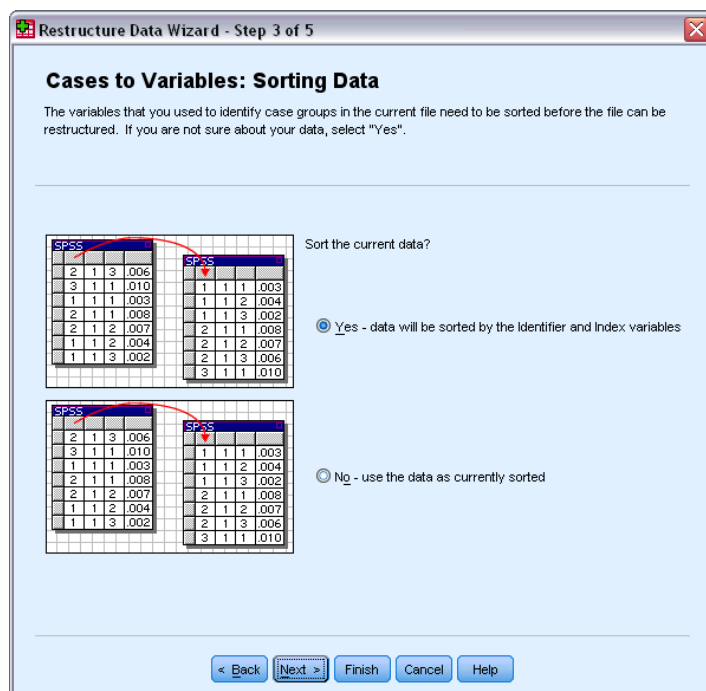 Restructure Data Wizard - Step 3 of 5
Cases to Variables: Sorting Data
The variables that you used to identify case groups in the current file need to be sorted before the file can be
restructured. If you are not sure about your data, select "Yes".
Sort the current data?
SPSS
2 1 3 .006
3 1 1 .010
1 1 1 .003
2 1 1 .008
2 1 2 .007
1 1 2 .004
1 1 3 .002
SPSS
1 1 1 .003
1 1 2 .004
1 1 3 .002
2 1 1 .008
2 1 2 .007
2 1 3 .006
3 1 1 .010
Yes - data will be sorted by the Identifier and Index variables
SPSS
2 1 3 .006
3 1 1 .010
1 1 1 .003
2 1 1 .008
2 1 2 .007
1 1 2 .004
1 1 3 .002
SPSS
1 1 1 .003
1 1 2 .004
1 1 3 .002
2 1 1 .008
2 1 2 .007
2 1 3 .006
3 1 1 .010
No - use the data as currently sorted
< Back Next > Finish Cancel Help